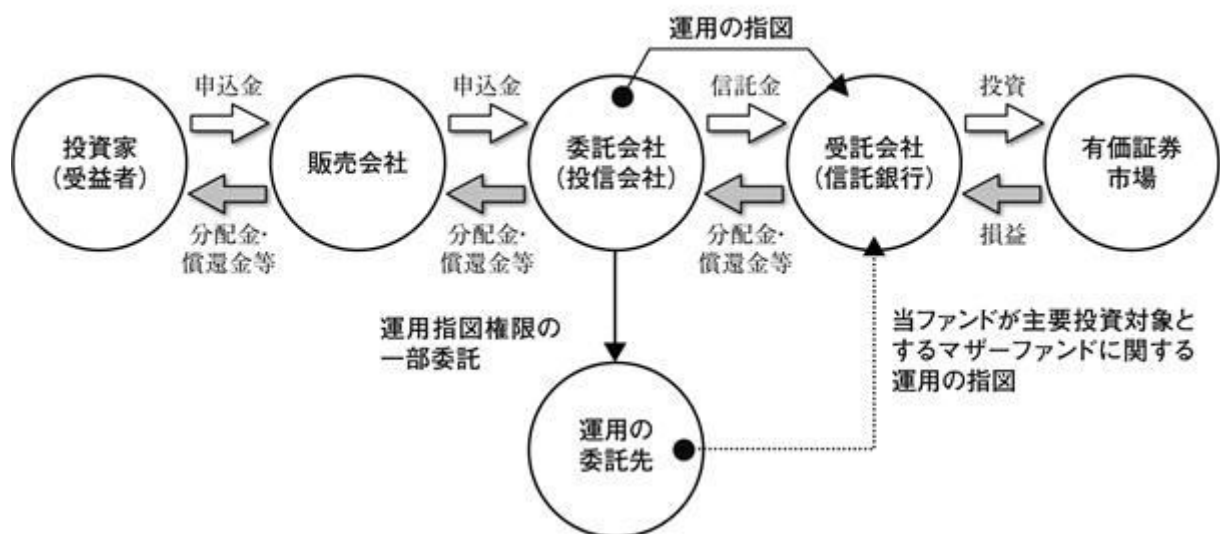 運用の指図
申込金
申込金
信託金
投資
投資家
（受益者）
販売会社
委託会社
（投信会社）
受託会社
（信託銀行）
有価証券
市場
分配金・
償還金等
分配金・
償還金等
分配金・
償還金等
損益
運用指図権限の
一部委託
当ファンドが主要投資対象と
するマザーファンドに関する
運用の指図
運用の
委託先